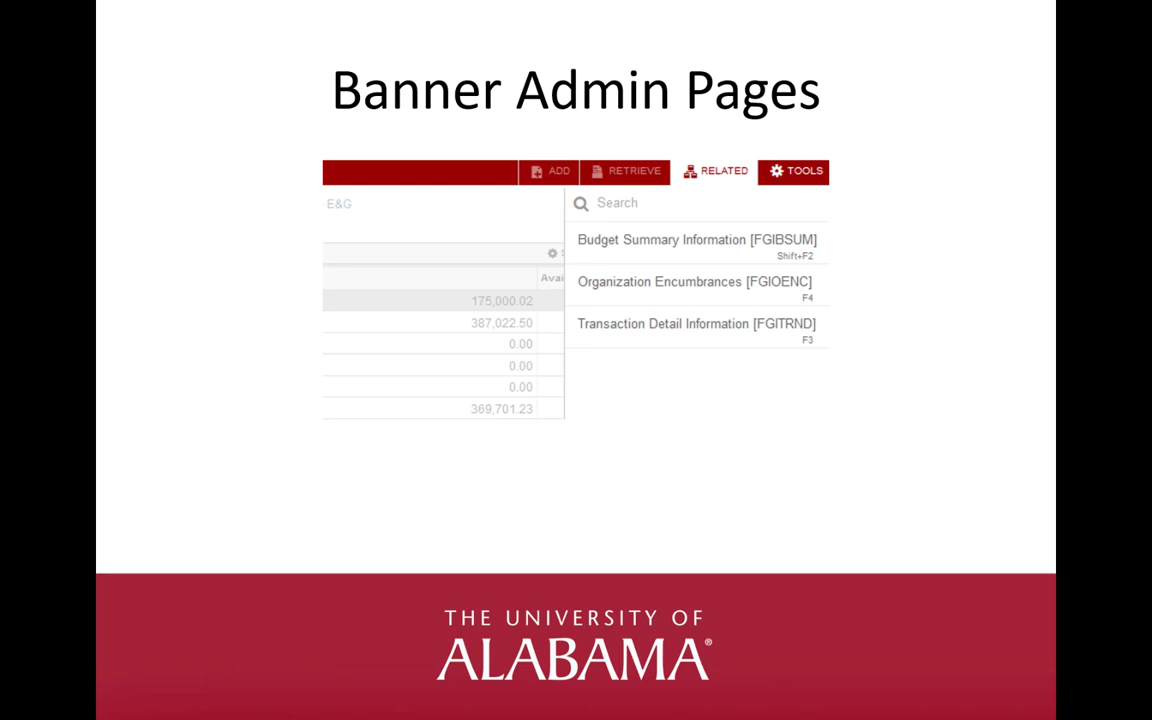 Banner Admin Pages
ADD RETRIEVE RELATED TOOLS
E&G
Search
Budget Summary Information [FGIBSUM]
Shift+F2
Avai
Organization Encumbrances [FGIOENC]
F4
175,000.02
387,022.50
Transaction Detail Information [FGITRND]
F3
0.00
0.00
0.00
369,701.23
THE UNIVERSITY OF
ALABAMA®